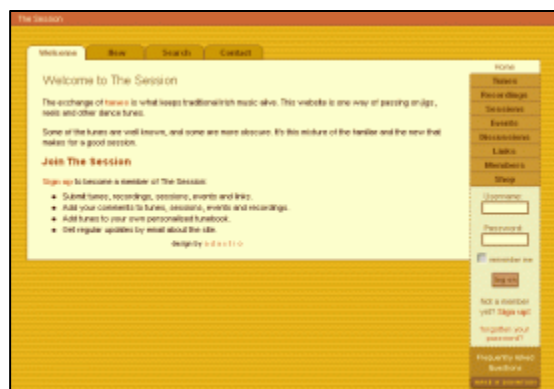 The Session
Welcome
New
Search
Contact
Welcome to The Session
The exchange of tunes is what keeps traditional Irish music alive. This website is one way of passing on jigs,
reels and other dance tunes.
Some of the tunes are well known, and some are more obscure. It's this mixture of the familiar and the new that
makes for a good session.
Join The Session
Sign up to become a member of The Session:
Submit tunes, recordings, sessions, events and links.
Add your comments to tunes, sessions, events and recordings.
Add tunes to your own personalised tunebook.
Get regular updates by email about the site.
design by adactio
Home
Tunes
Recordings
Sessions
Events
Discussions
Links
Members
Shop
Username:
Password:
remember me
log in
Not a member
yet? Sign up!
forgotten your
password?
Frequently Asked
Questions